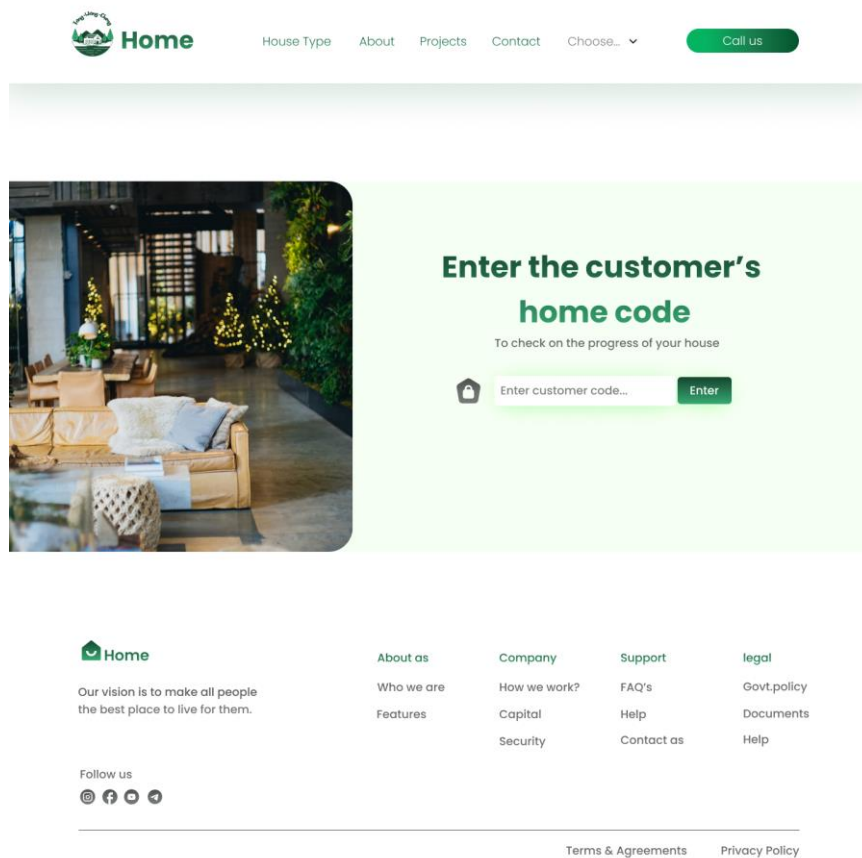 Home
House Type About Projects Contact Choose... Call us
Enter the customer’s
home code
To check on the progress of your house
Enter customer code... Enter
Home
Our vision is to make all people
the best place to live for them.
Follow us
About as
Who we are
Features
Company
How we work?
Capital
Security
Support
FAQ’s
Help
Contact as
legal
Govt.policy
Documents
Help
Terms & Agreements Privacy Policy